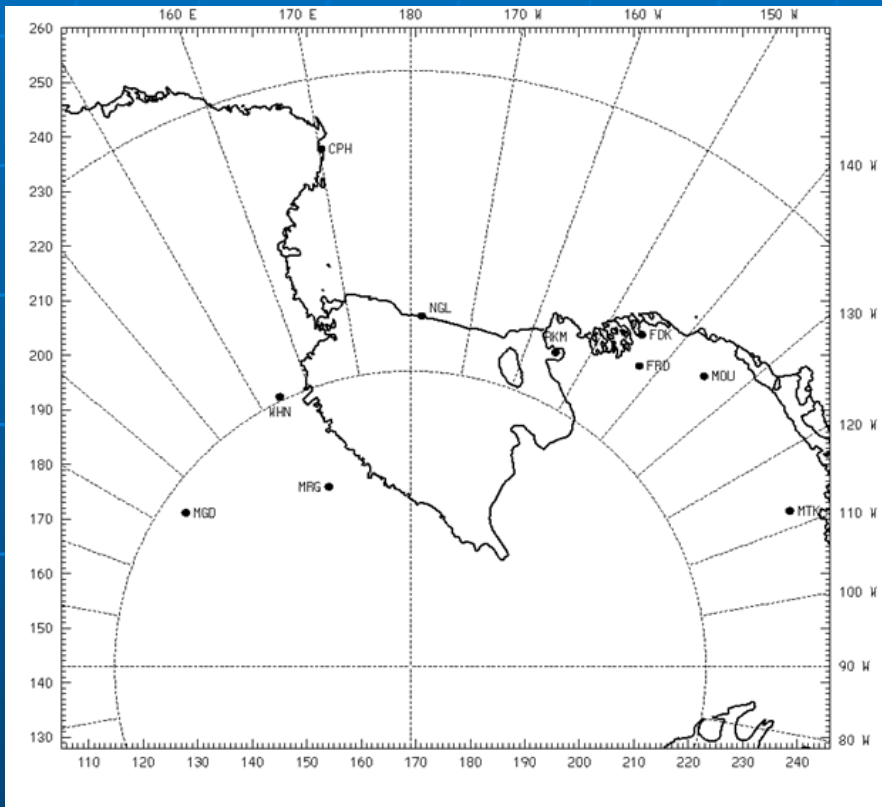 160 E 170 E 180 170 W 160 W 150 W
260
250
240
CPH
140 W
230
220
210
NGL
130 W
RKM
FDK
200
FRD
MOU
WHN
190
120 W
180
MRG
170
MGD
MTK
110 W
160
100 W
150
140
90 W
130
80 W
110 120 130 140 150 160 170 180 190 200 210 220 230 240